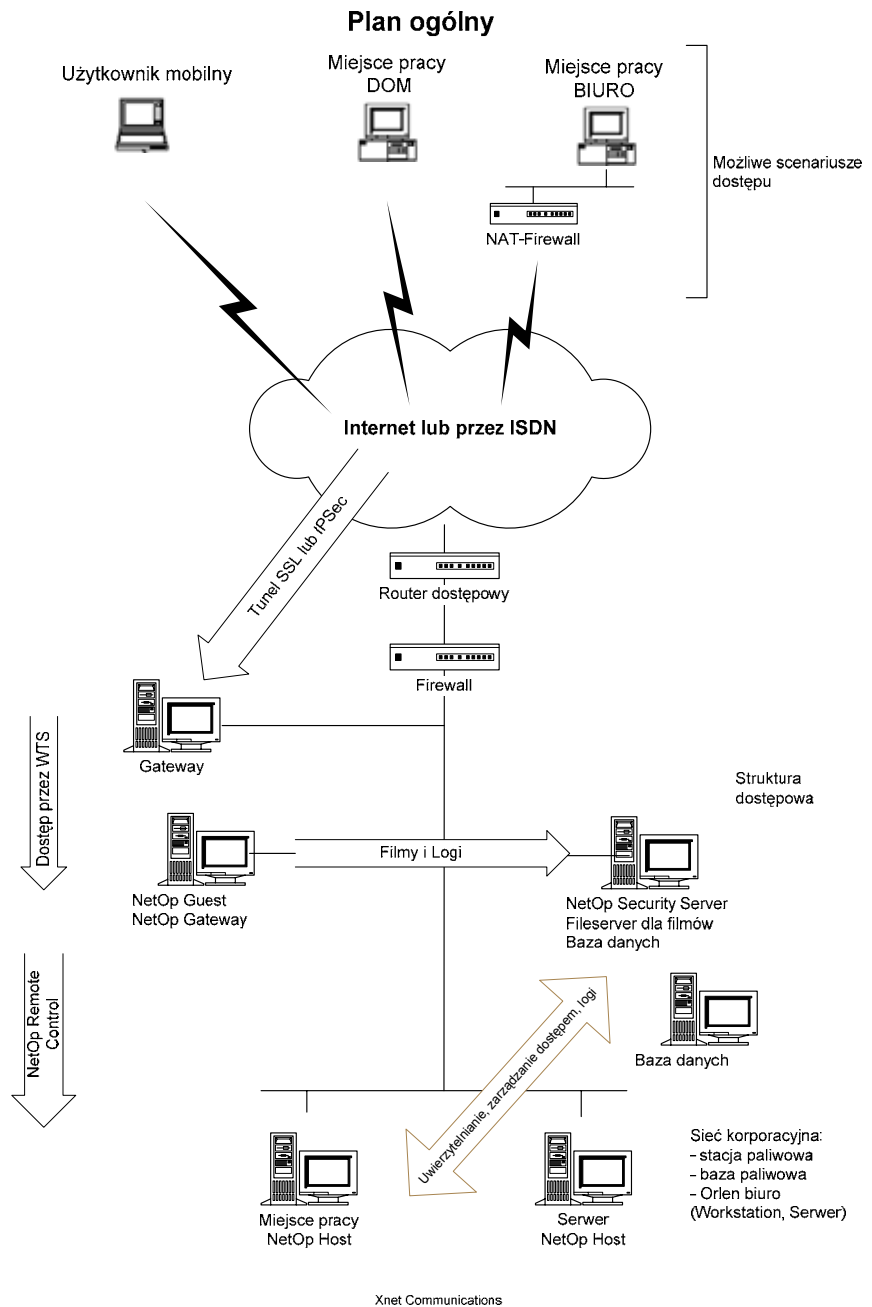 Plan ogólny
Użytkownik mobilny
Miejsce pracy
DOM
Miejsce pracy
BIURO
Możliwe scenariusze
dostępu
NAT-Firewall
Internet lub przez ISDN
Tunel SSL lub IPSec
Router dostępowy
Firewall
Gateway
Dostęp przez WTS
Struktura
dostępowa
Filmy i Logi
NetOp Guest
NetOp Gateway
NetOp Security Server
Fileserver dla filmów
Baza danych
NetOp Remote
Control
Uwierzytelnianie, zarządzanie dostępem, logi
Baza danych
Miejsce pracy
NetOp Host
Serwer
NetOp Host
Sieć korporacyjna:
- stacja paliwowa
- baza paliwowa
- Orlen biuro
(Workstation, Serwer)
Xnet Communications